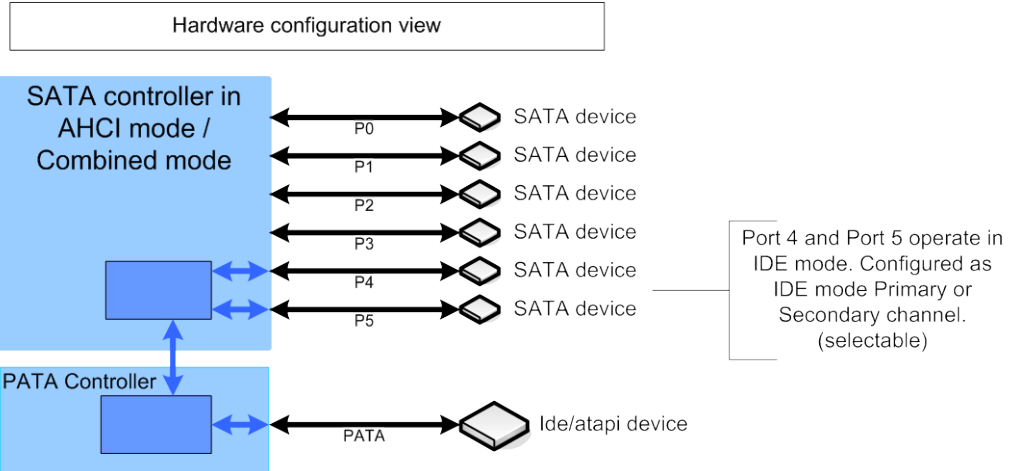 Hardware configuration view
SATA controller in
AHCI mode /
Combined mode
P0
SATA device
P1
SATA device
P2
SATA device
P3
SATA device
P4
SATA device
P5
SATA device
Port 4 and Port 5 operate in
IDE mode. Configured as
IDE mode Primary or
Secondary channel.
(selectable)
PATA Controller
PATA
Ide/atapi device